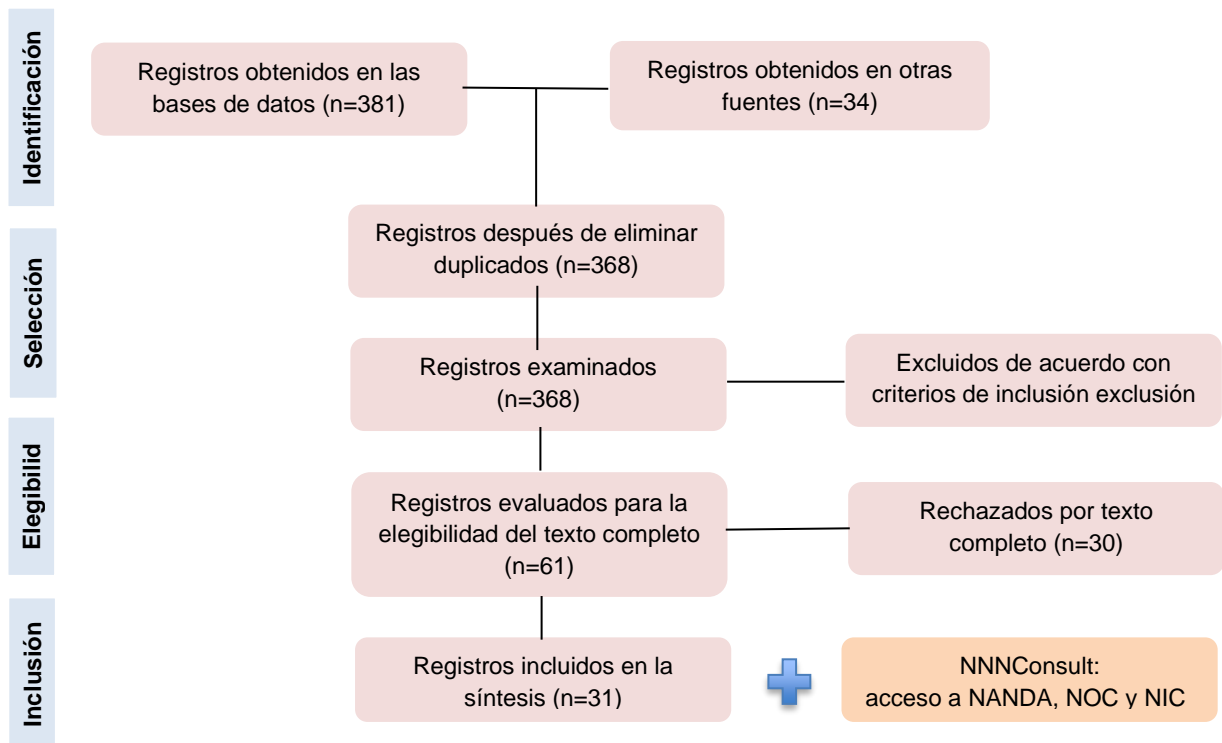 Identificación
Registros obtenidos en las
bases de datos (n=381)
Registros obtenidos en otras
fuentes (n=34)
Selección
Registros después de eliminar
duplicados (n=368)
Registros examinados
(n=368)
Excluidos de acuerdo con
criterios de inclusión exclusión
Elegibilid
Registros evaluados para la
elegibilidad del texto completo
(n=61)
Rechazados por texto
completo (n=30)
Inclusión
Registros incluidos en la
síntesis (n=31)
NNNConsult:
acceso a NANDA, NOC y NIC